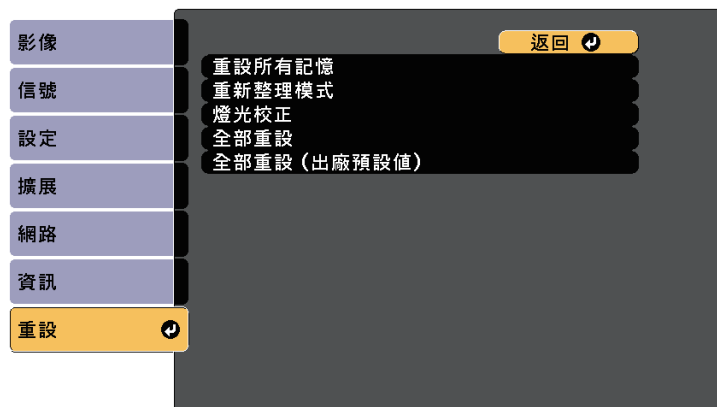 影像
信號
設定
擴展
網路
資訊
重設
返回
重設所有記憶
重新整理模式
燈光校正
全部重設
全部重設（出廠預設值）